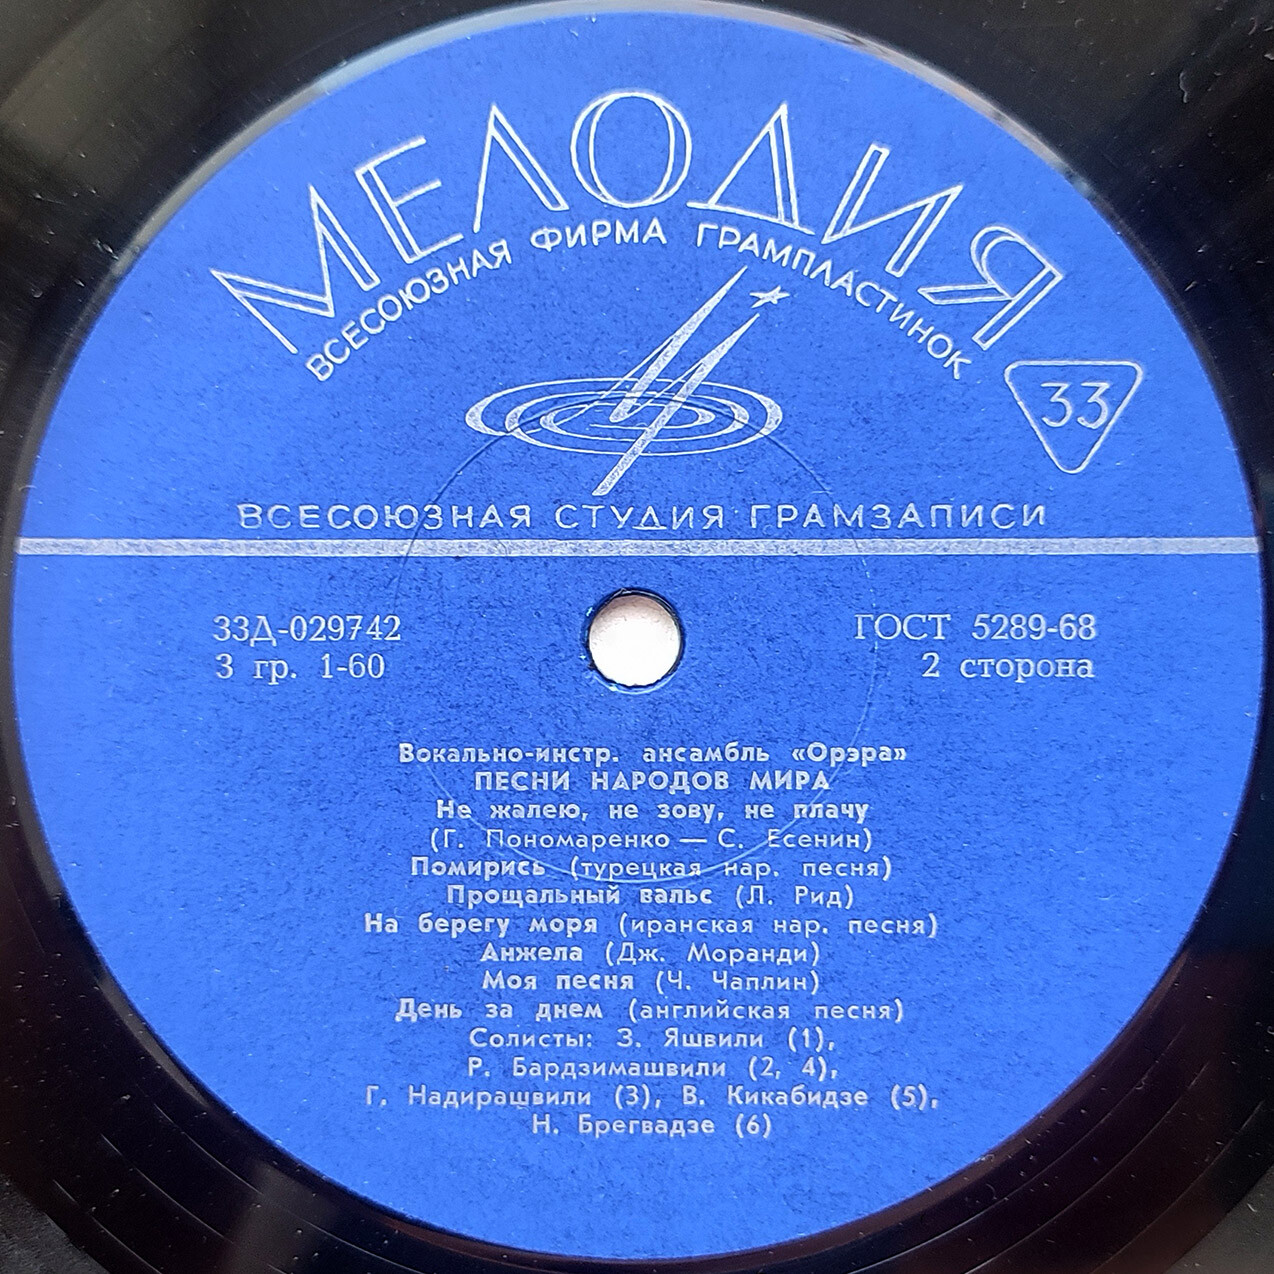 МЕЛОДИЯ
ВСЕСОЮЗНАЯ ФИРМА ГРАМПЛАСТИНОК
33
ВСЕСОЮЗНАЯ СТУДИЯ ГРАМЗАПИСИ
33Д-029742
3 гр. 1-60
ГОСТ 5289-68
2 сторона
Вокально-инстр. ансамбль «Орэра»
ПЕСНИ НАРОДОВ МИРА
Не жалею, не зову, не плачу
(Г. Пономаренко — С. Есенин)
Помирись (турецкая нар. песня)
Прощальный вальс (Л. Рид)
На берегу моря (иранская нар. песня)
Анжела (Дж. Моранди)
Моя песня (Ч. Чаплин)
День за днем (английская песня)
Солисты: З. Яшвили (1),
Р. Бардзимашвили (2, 4),
Г. Надирашвили (3), В. Кикабидзе (5),
Н. Брегвадзе (6)